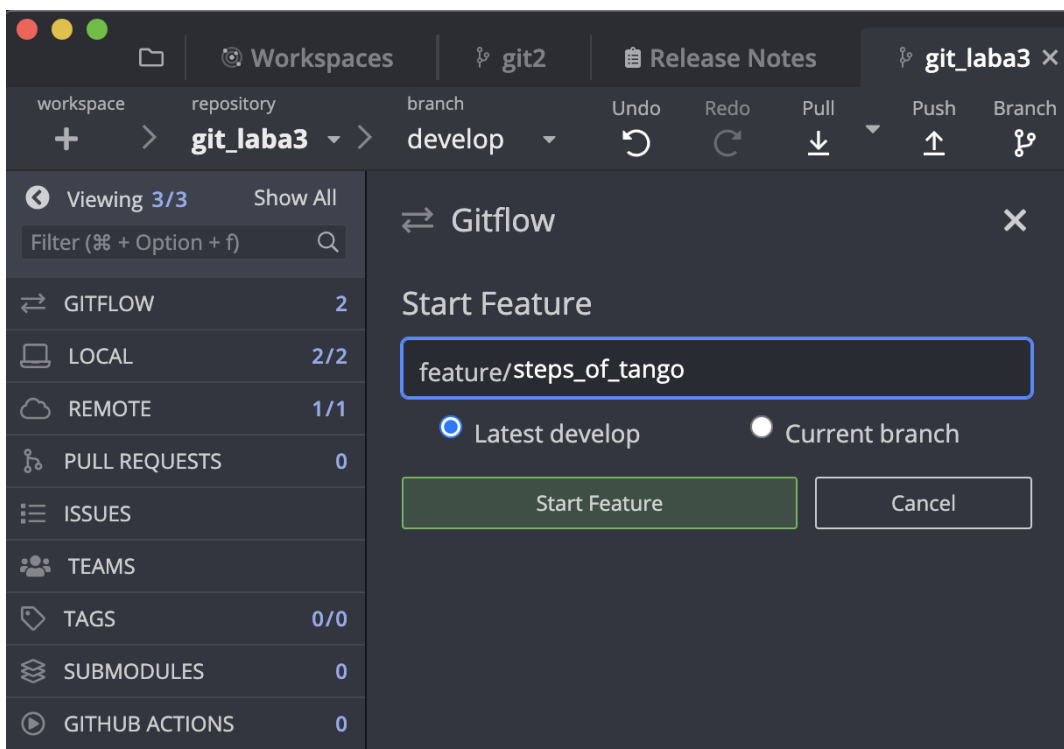 Workspaces git2 Release Notes git_laba3
workspace repository branch Undo Redo Pull Push Branch
git_laba3 develop
Viewing 3/3 Show All
Filter (⌘ + Option + f)
GITFLOW 2
LOCAL 2/2
REMOTE 1/1
PULL REQUESTS 0
ISSUES
TEAMS
TAGS 0/0
SUBMODULES 0
GITHUB ACTIONS 0
Gitflow
Start Feature
feature/steps_of_tango
Latest develop Current branch
Start Feature Cancel